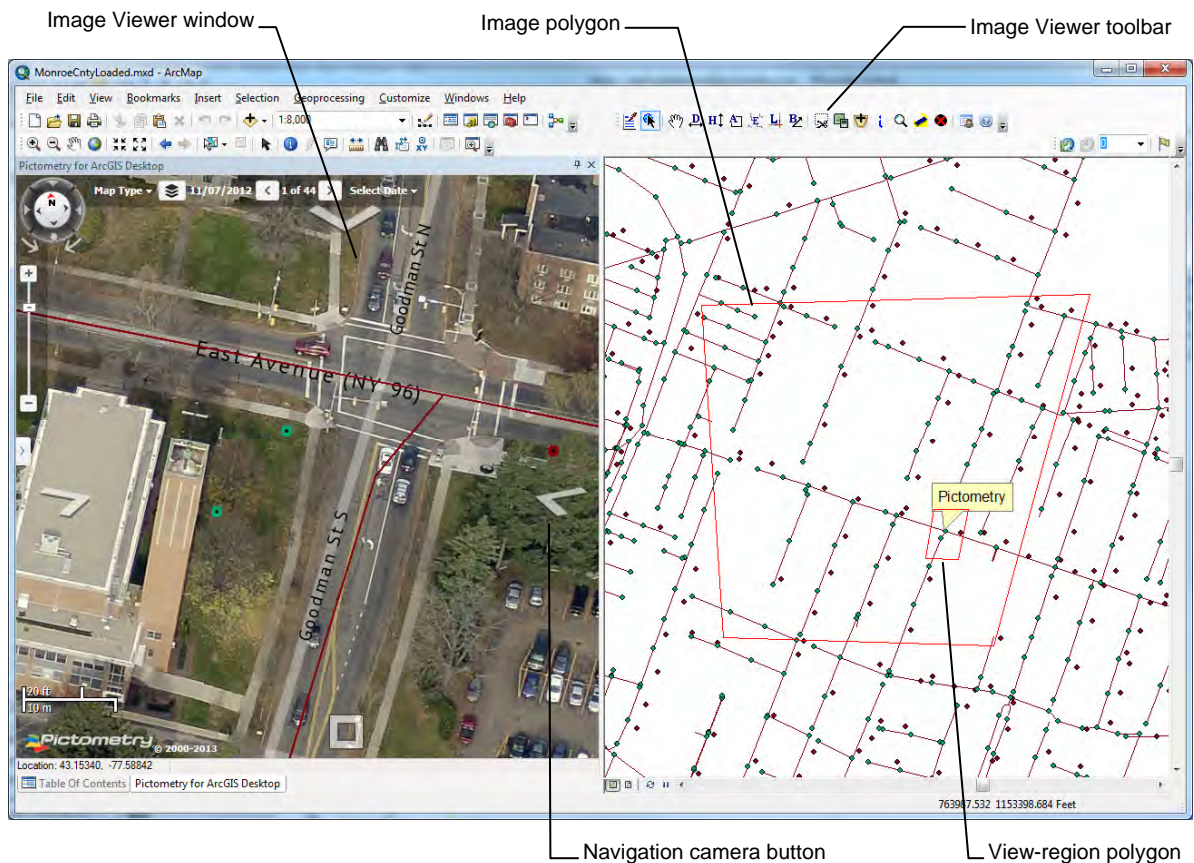 Image Viewer window
Image polygon
Image Viewer toolbar
MonroeCntyLoaded.mxd - ArcMap
File Edit View Bookmarks Insert Selection Geoprocessing Customize Windows Help
1:8,000
Pictometry for ArcGIS Desktop
Map Type 11/07/2012 1 of 44 Select Date
N
Goodman St N
East Avenue (NY 96)
Goodman St S
Pictometry
20 ft
10 m
Pictometry © 2000-2013
Location: 43.15340, -77.58842
Table Of Contents Pictometry for ArcGIS Desktop
763987.532 1153398.684 Feet
Navigation camera button
View-region polygon